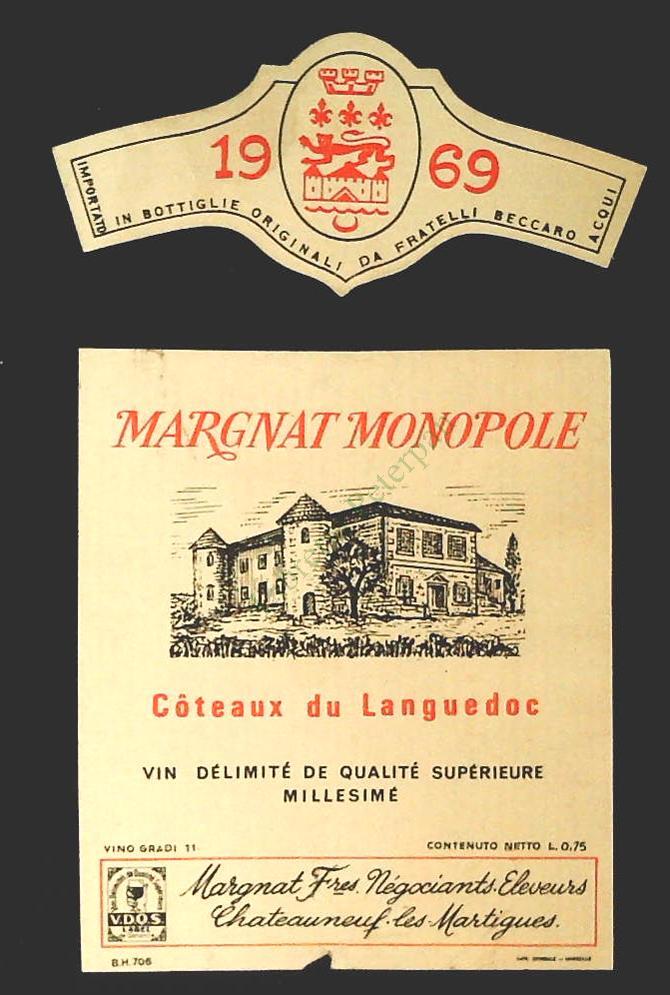 19 69
IMPORTATO IN BOTTIGLIE ORIGINALI DA FRATELLI BECCARO ACQUI
MARGNAT MONOPOLE
Côteaux du Languedoc
VIN DÉLIMITÉ DE QUALITÉ SUPÉRIEURE
MILLESIMÉ
VINO GRADI 11
CONTENUTO NETTO L. 0,75
V.D.Q.S
LABEL
Margnat Fres. Négociants. Eleveurs
Chateauneuf-les-Martigues.
B.H. 706